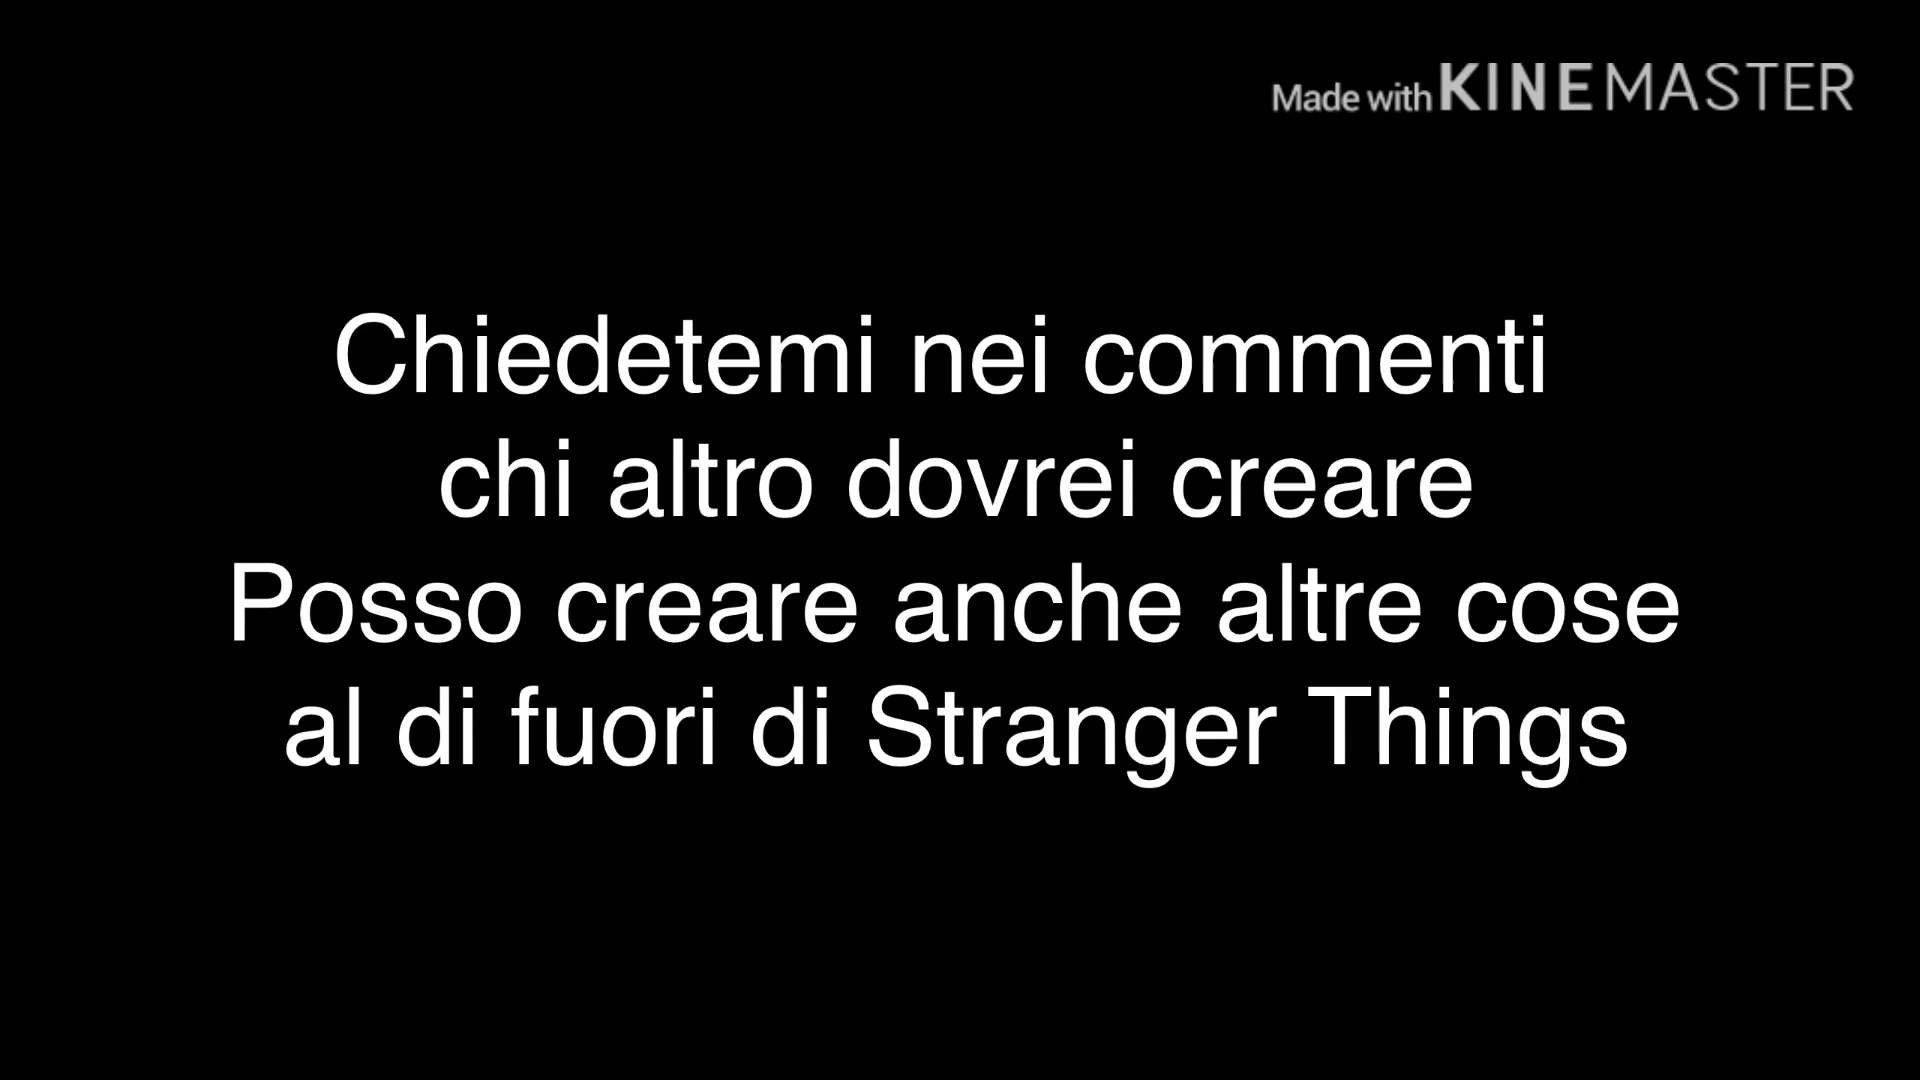 Made with KINEMASTER
Chiedetemi nei commenti
chi altro dovrei creare
Posso creare anche altre cose
al di fuori di Stranger Things